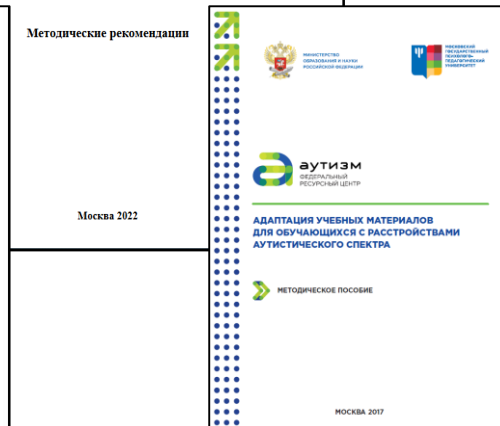 Методические рекомендации
Москва 2022
МИНИСТЕРСТВО
ОБРАЗОВАНИЯ И НАУКИ
РОССИЙСКОЙ ФЕДЕРАЦИИ
МОСКОВСКИЙ
ГОСУДАРСТВЕННЫЙ
ПСИХОЛОГО-
ПЕДАГОГИЧЕСКИЙ
УНИВЕРСИТЕТ
аутизм
ФЕДЕРАЛЬНЫЙ
РЕСУРСНЫЙ ЦЕНТР
АДАПТАЦИЯ УЧЕБНЫХ МАТЕРИАЛОВ
ДЛЯ ОБУЧАЮЩИХСЯ С РАССТРОЙСТВАМИ
АУТИСТИЧЕСКОГО СПЕКТРА
МЕТОДИЧЕСКОЕ ПОСОБИЕ
МОСКВА 2017